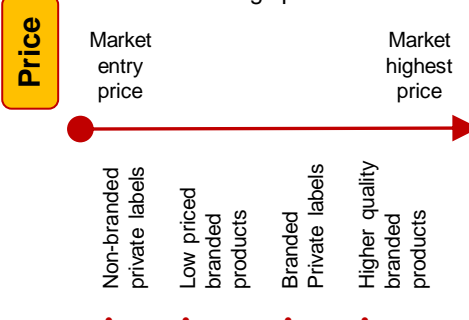 Price
Market
entry
price
Market
highest
price
Non-branded
private labels
Low priced
branded
products
Branded
Private labels
Higher quality
branded
products